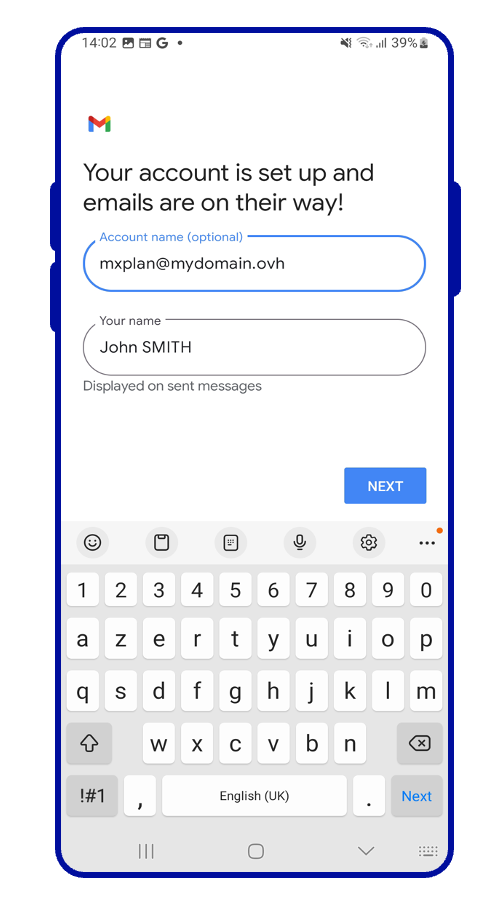 14:02 39%
Your account is set up and
emails are on their way!
Account name (optional)
mxplan@mydomain.ovh
Your name
John SMITH
Displayed on sent messages
NEXT
1 2 3 4 5 6 7 8 9 0
a z e r t y u i o p
q s d f g h j k l m
w x c v b n
!#1 , English (UK) . Next